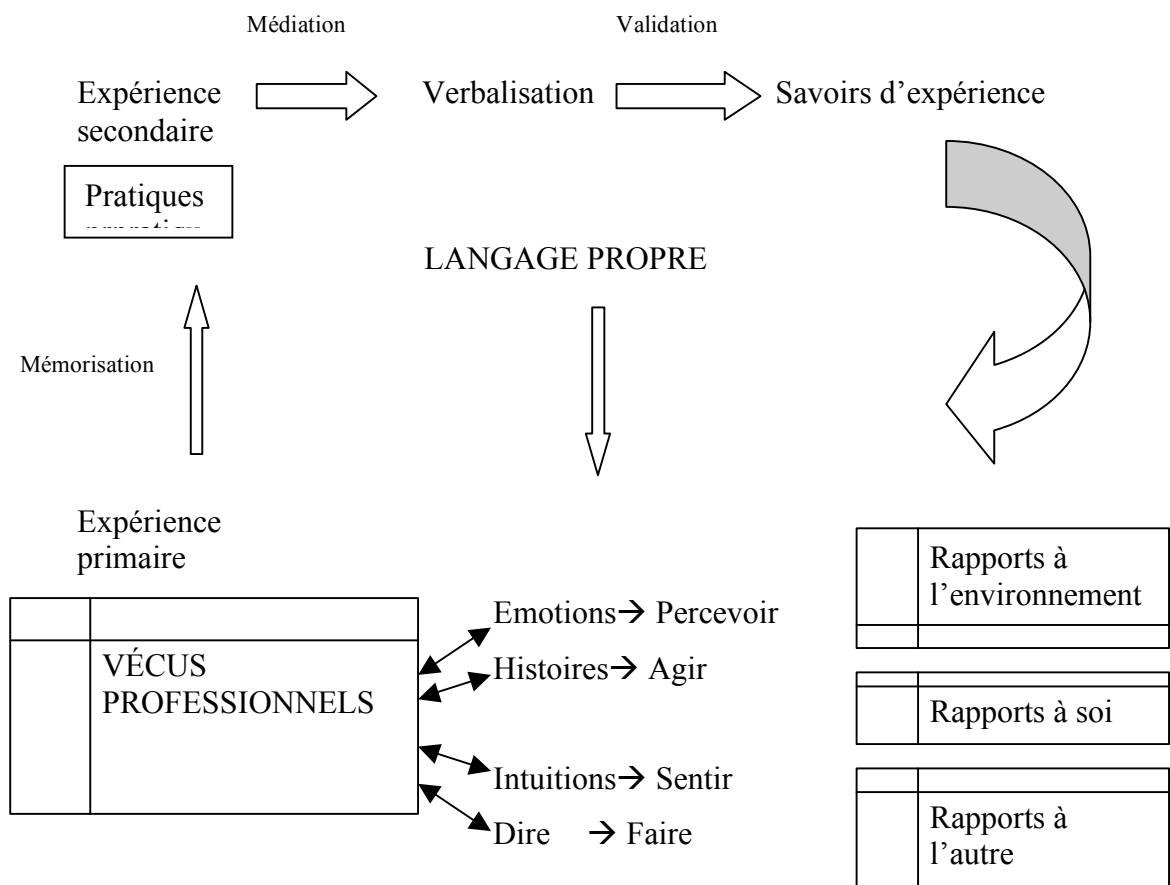 Médiation
Validation
Expérience
secondaire
Verbalisation
Savoirs d’expérience
Pratiques
LANGAGE PROPRE
Mémorisation
Expérience
primaire
VÉCUS
PROFESSIONNELS
Emotions→ Percevoir
Histoires→ Agir
Intuitions→ Sentir
Dire → Faire
Rapports à
l’environnement
Rapports à soi
Rapports à
l’autre